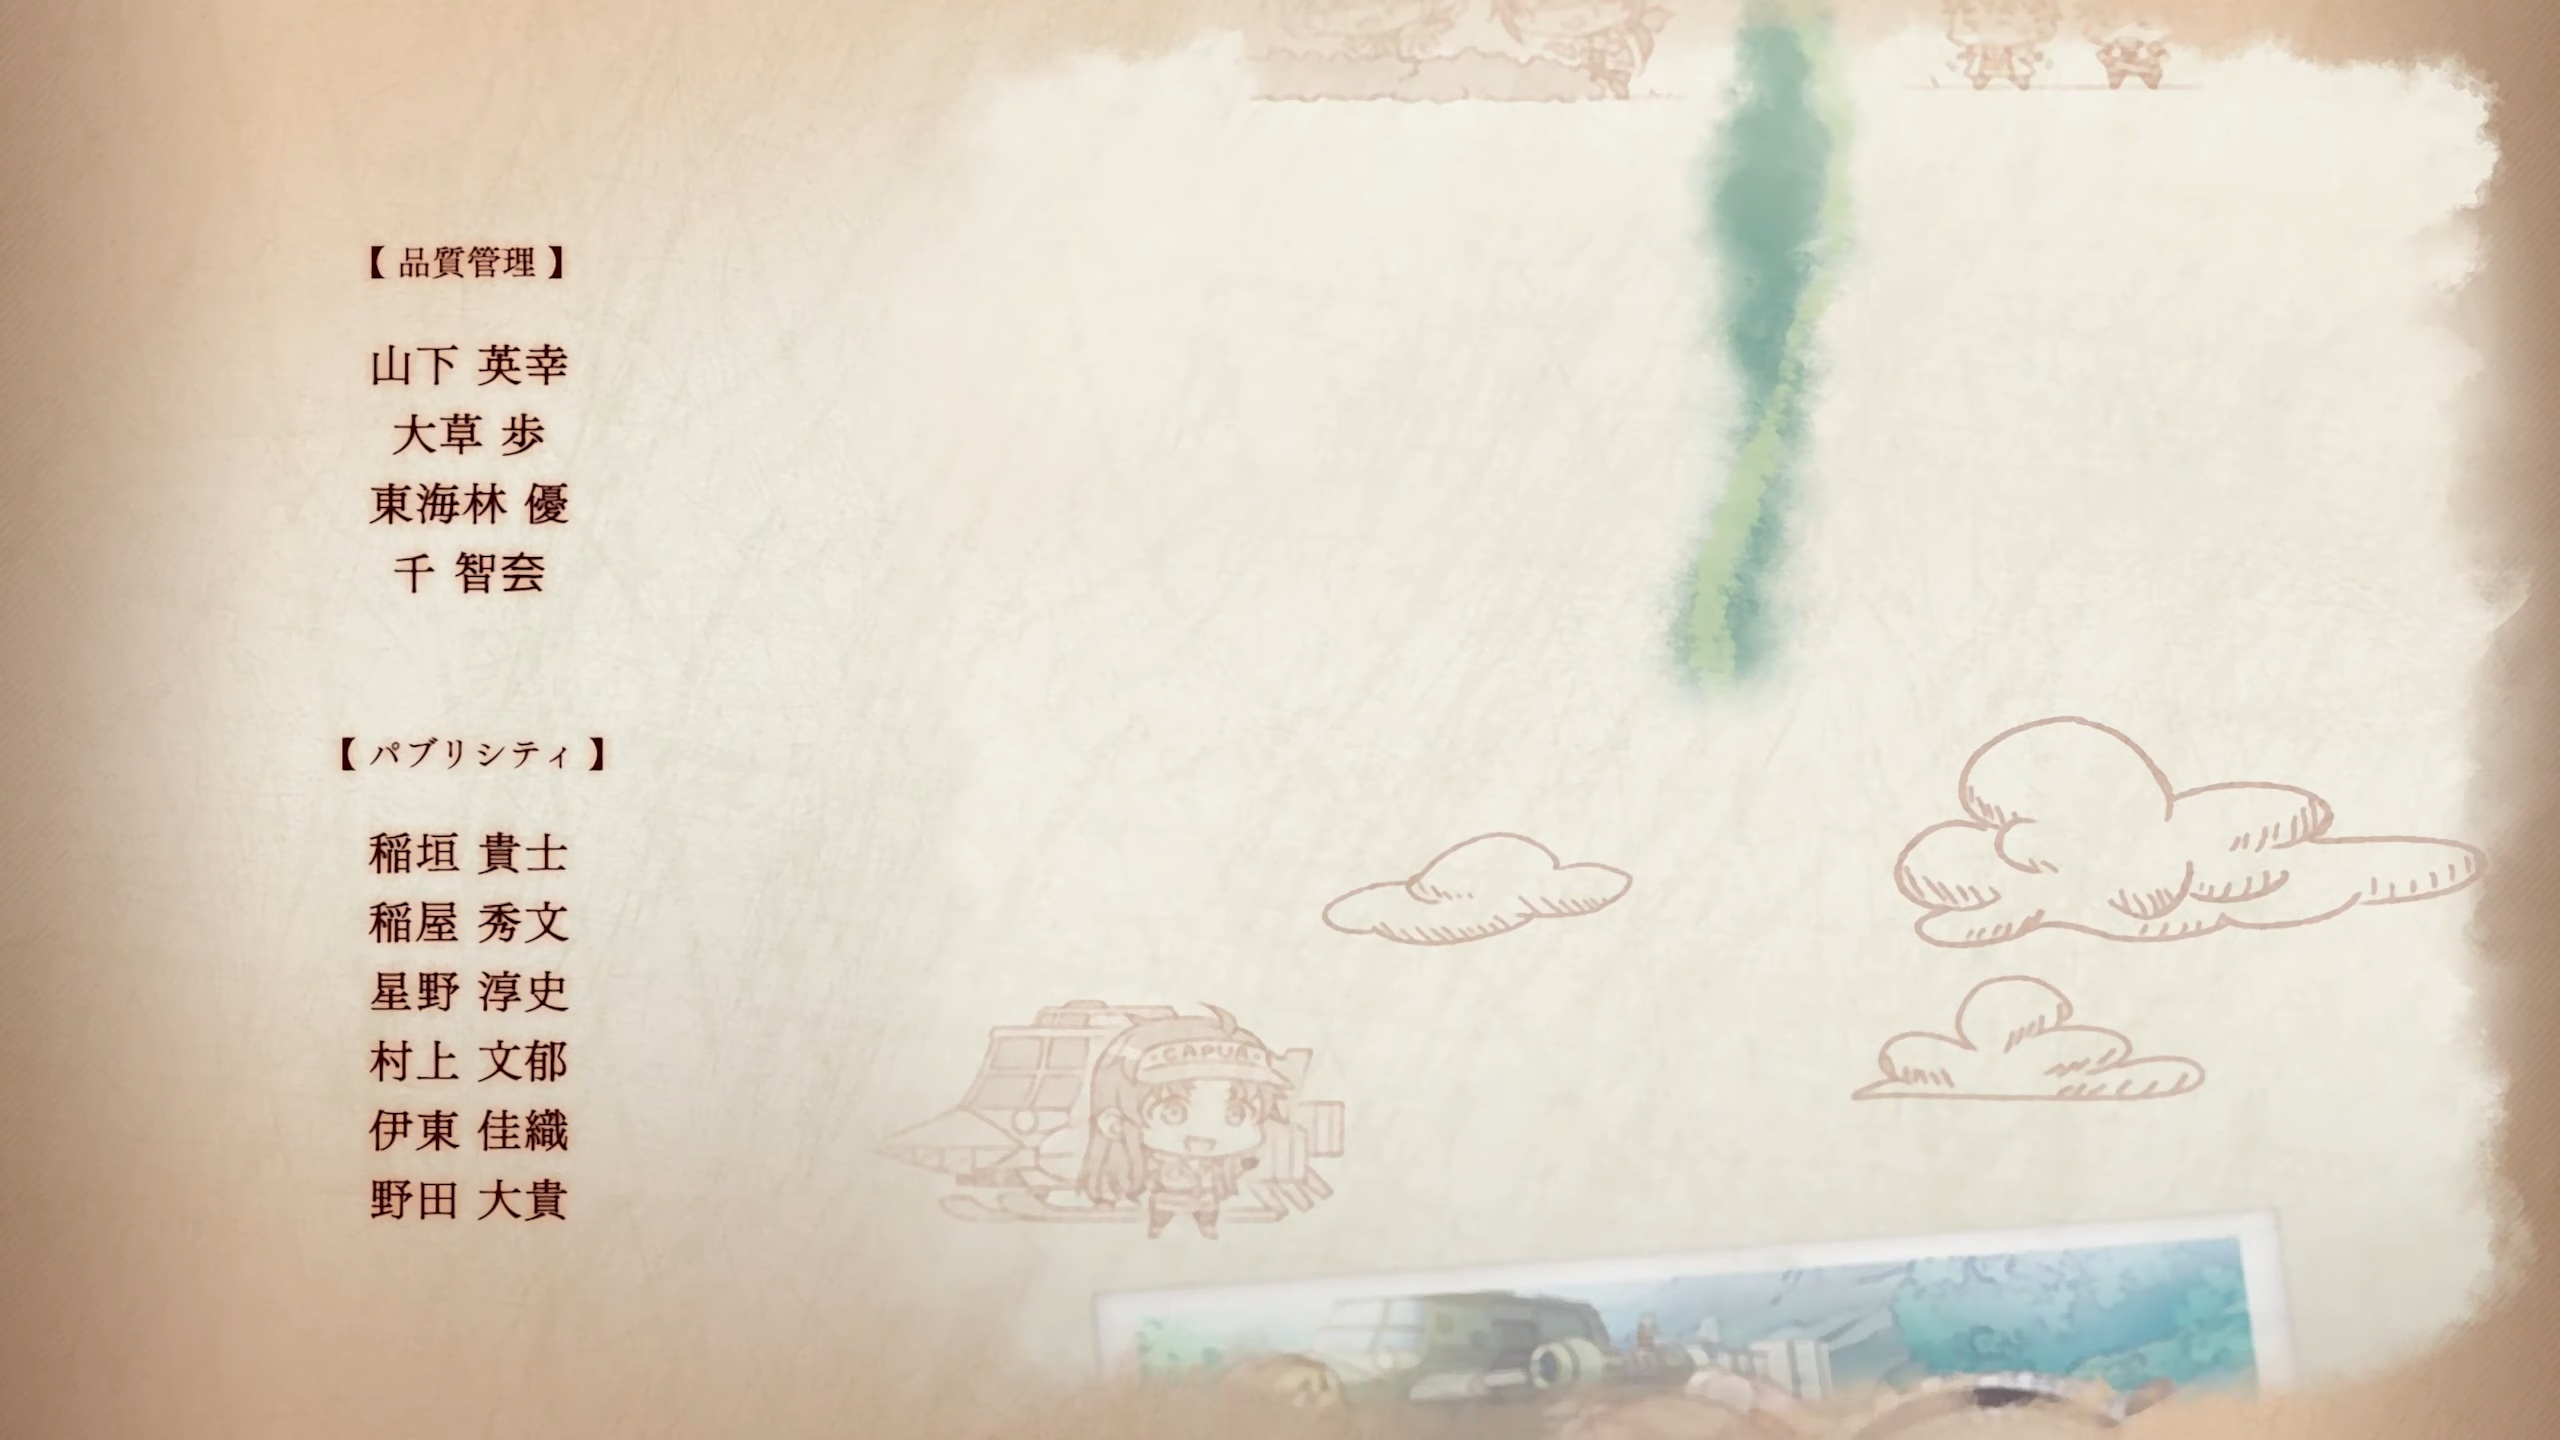 【 品質管理 】
山下 英幸
大草 歩
東海林 優
千 智奃
【 パブリシティ 】
稲垣 貴士
稲屋 秀文
星野 淳史
村上 文郁
伊東 佳織
野田 大貴
CAPUA